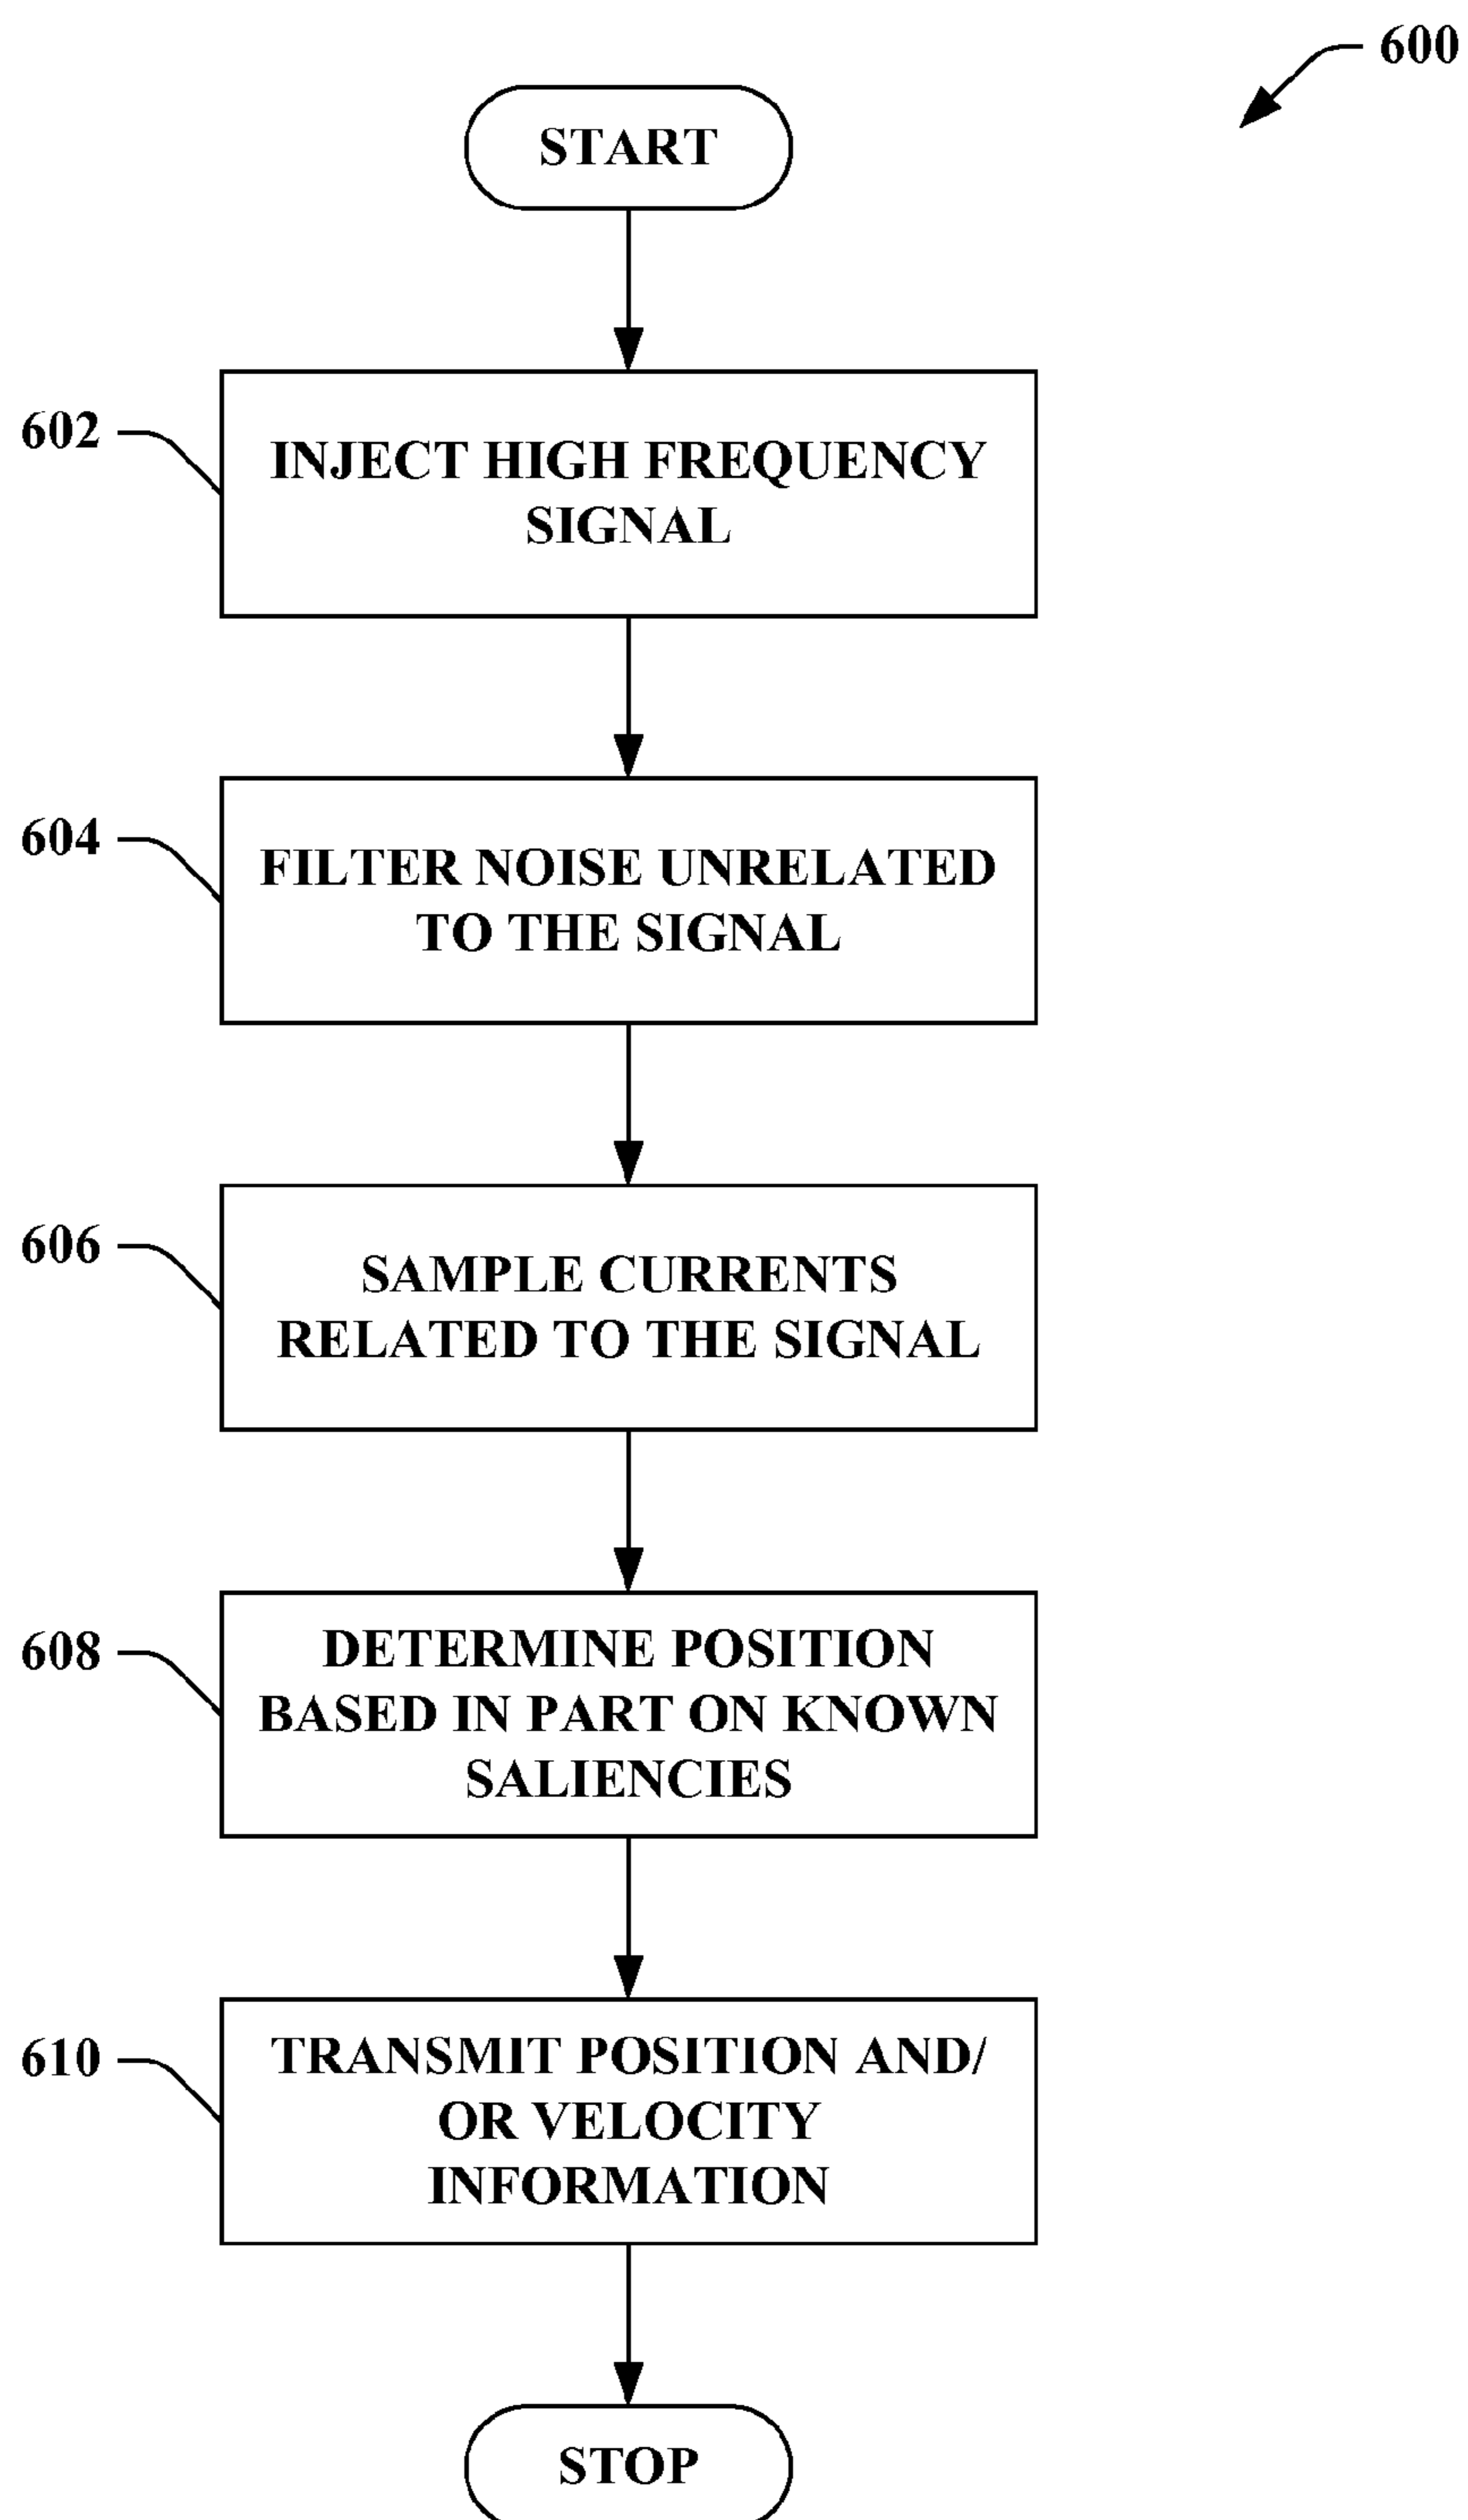 600
START
602
INJECT HIGH FREQUENCY
SIGNAL
604
FILTER NOISE UNRELATED
TO THE SIGNAL
606
SAMPLE CURRENTS
RELATED TO THE SIGNAL
608
DETERMINE POSITION
BASED IN PART ON KNOWN
SALIENCIES
610
TRANSMIT POSITION AND/
OR VELOCITY
INFORMATION
STOP